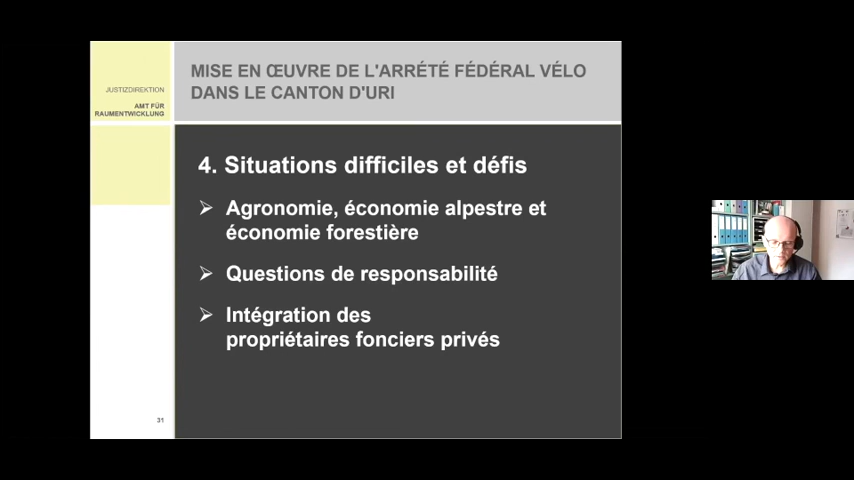 JUSTIZDIREKTION
AMT FÜR
RAUMENTWICKLUNG
MISE EN ŒUVRE DE L'ARRÉTÉ FÉDÉRAL VÉLO
DANS LE CANTON D'URI
4. Situations difficiles et défis
➢ Agronomie, économie alpestre et
économie forestière
➢ Questions de responsabilité
➢ Intégration des
propriétaires fonciers privés
31